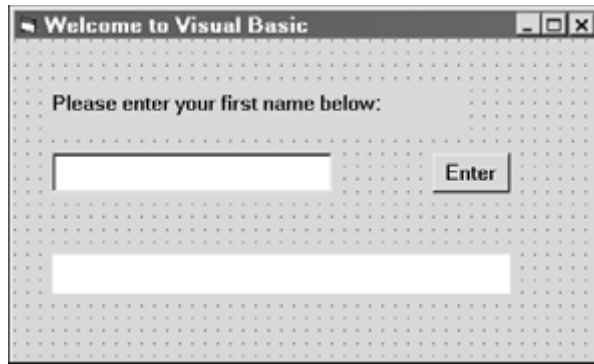 Welcome to Visual Basic
Please enter your first name below:
Enter